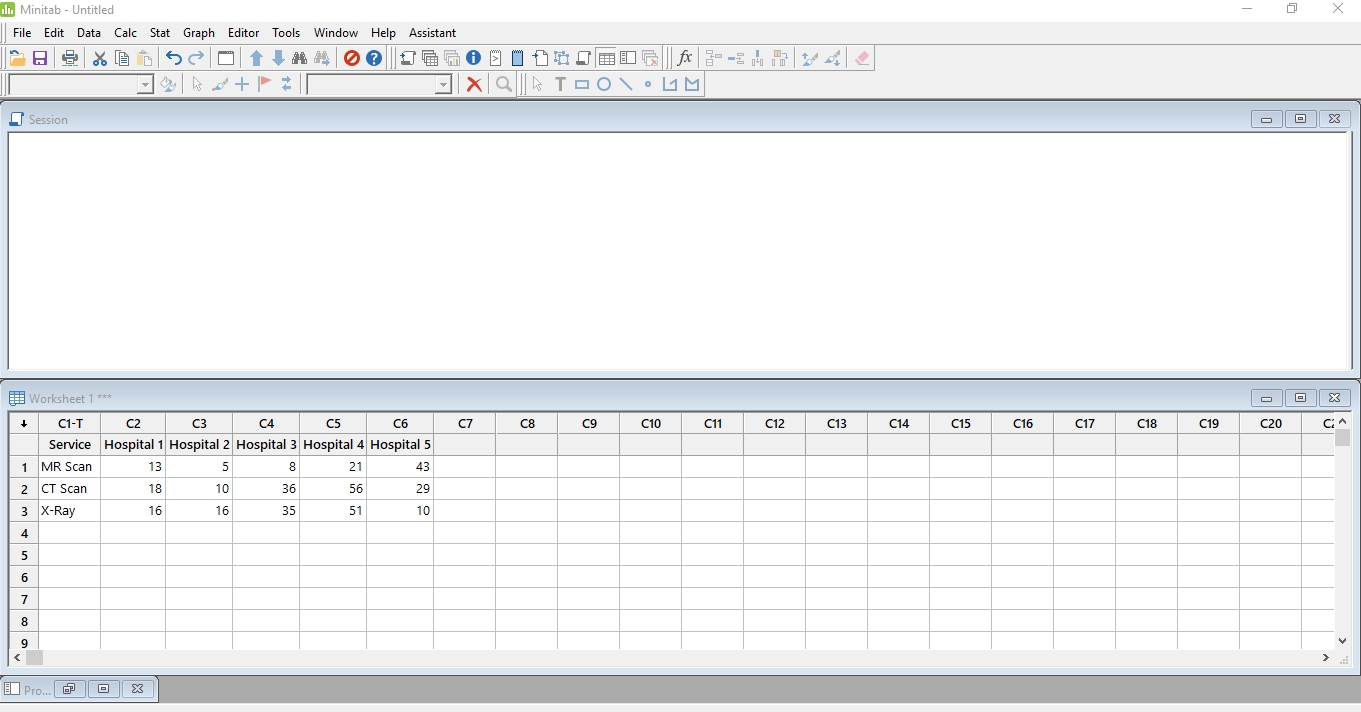 Minitab - Untitled
File Edit Data Calc Stat Graph Editor Tools Window Help Assistant
Session
Worksheet 1 ***
C1-T C2 C3 C4 C5 C6 C7 C8 C9 C10 C11 C12 C13 C14 C15 C16 C17 C18 C19 C20
Service Hospital 1 Hospital 2 Hospital 3 Hospital 4 Hospital 5
1 MR Scan 13 5 8 21 43
2 CT Scan 18 10 36 56 29
3 X-Ray 16 16 35 51 10
4
5
6
7
8
9
Pro...